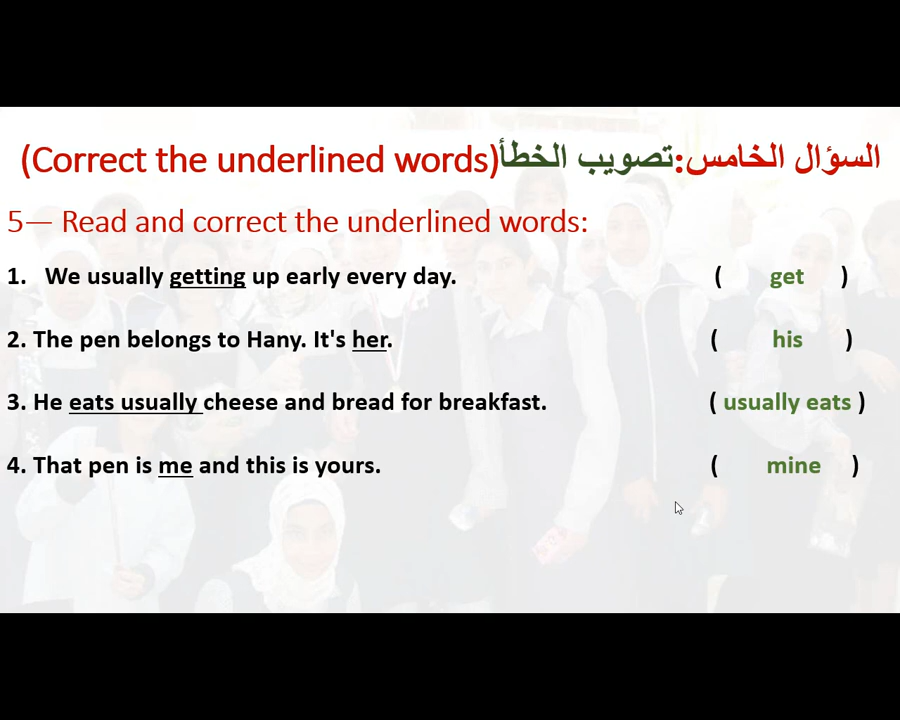 السؤال الخامس:تصويب الخطأ(Correct the underlined words)
5— Read and correct the underlined words:
1. We usually getting up early every day. ( get )
2. The pen belongs to Hany. It's her. ( his )
3. He eats usually cheese and bread for breakfast. ( usually eats )
4. That pen is me and this is yours. ( mine )